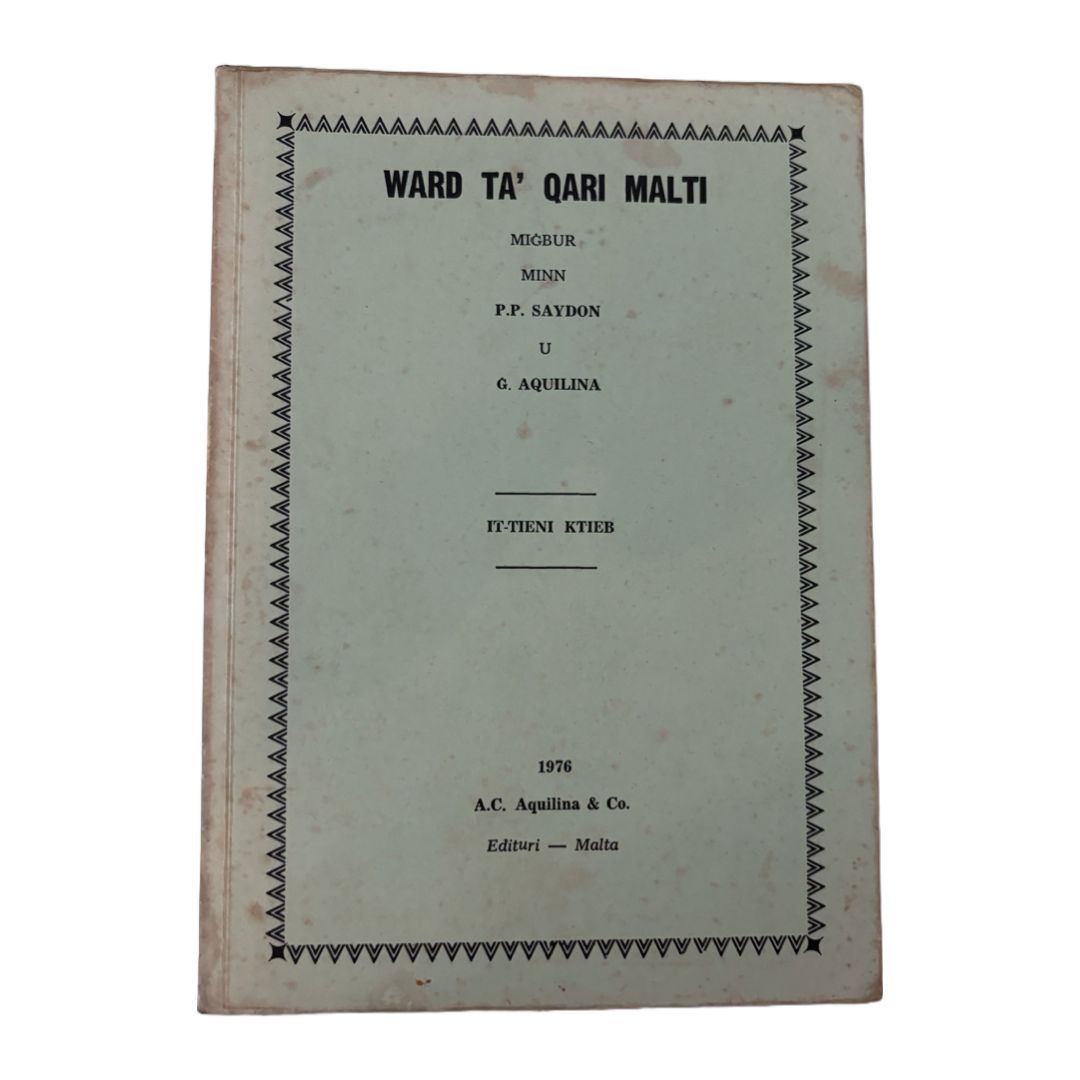 WARD TA' QARI MALTI
MIĠBUR
MINN
P.P. SAYDON
U
Ġ. AQUILINA
IT-TIENI KTIEB
1976
A.C. Aquilina & Co.
Edituri — Malta